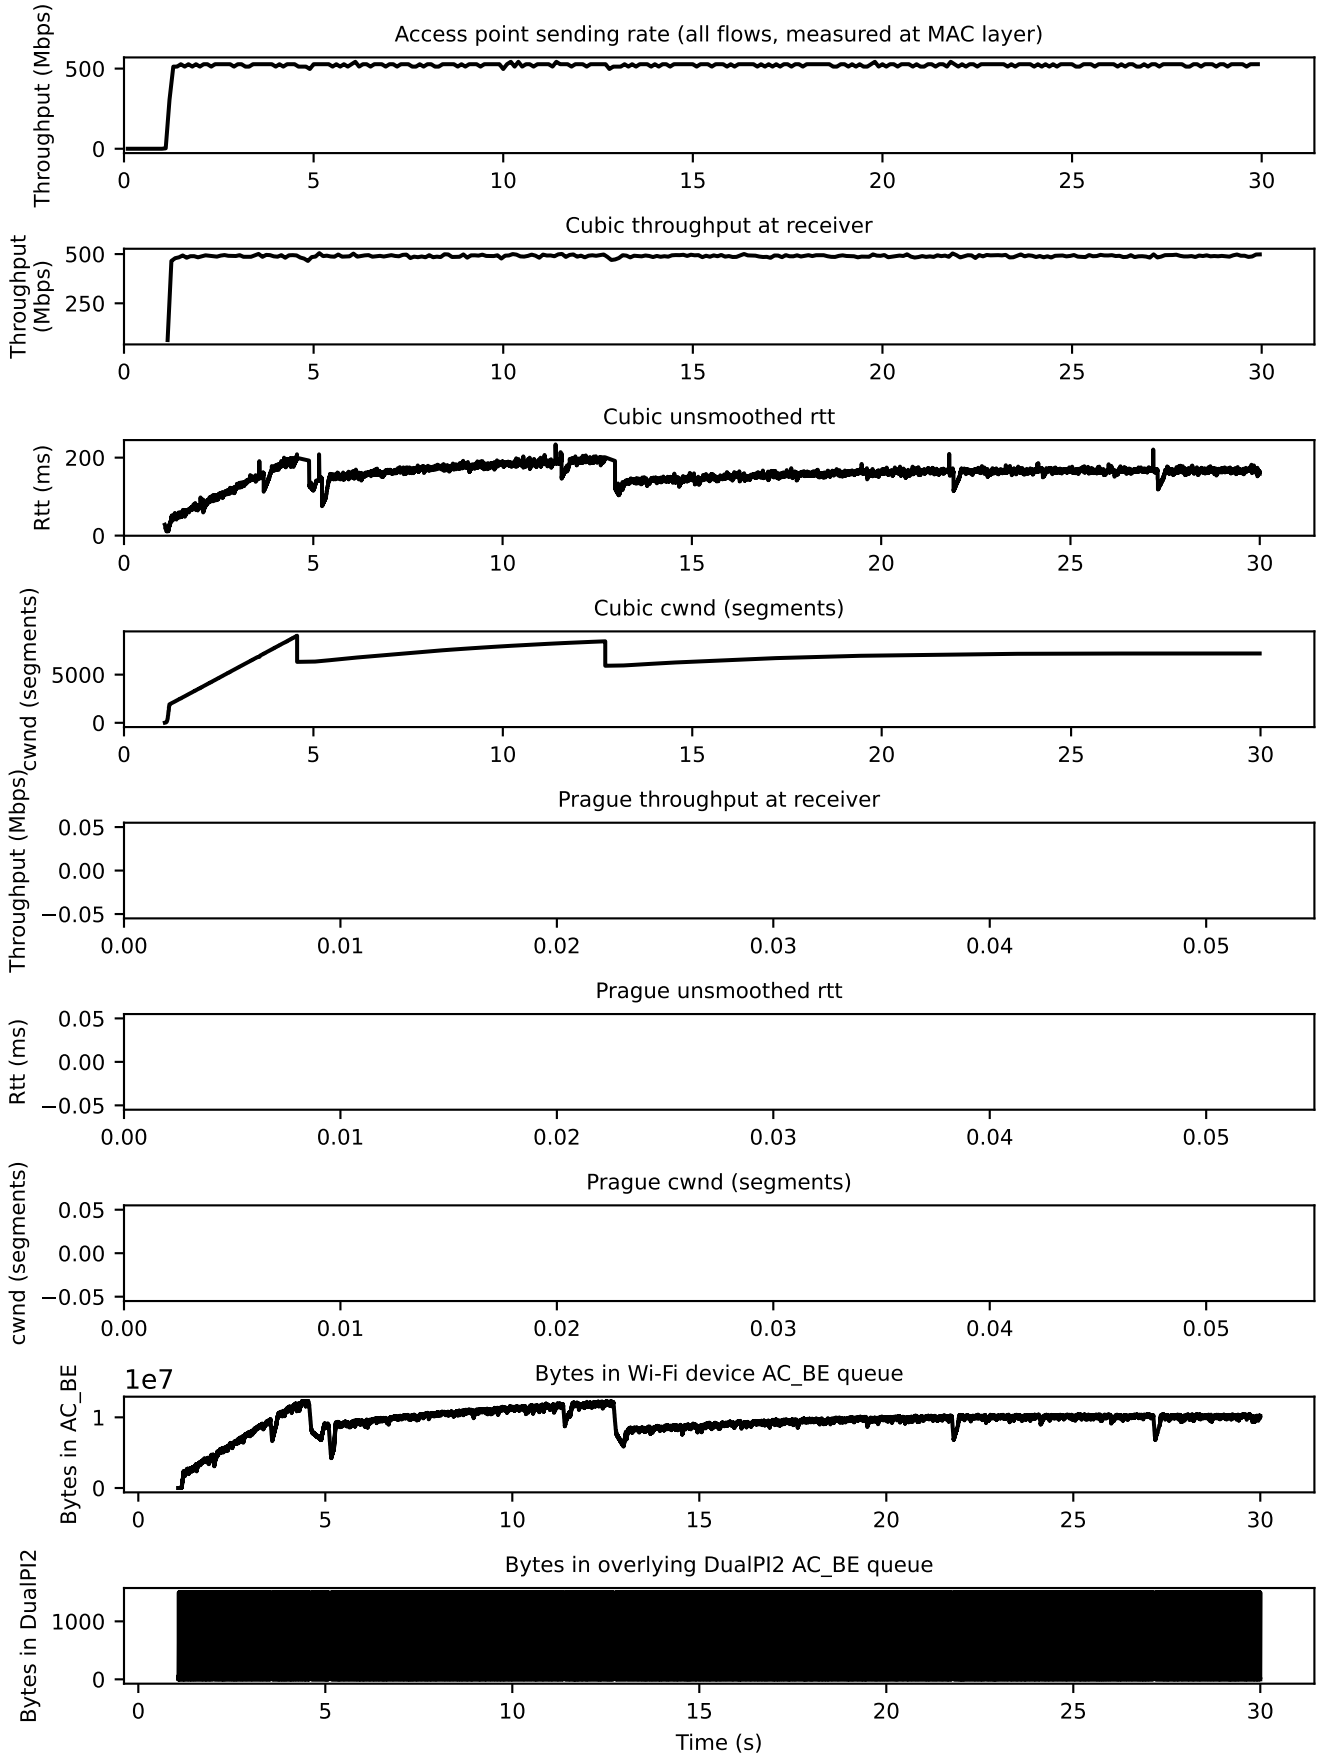 Access point sending rate (all flows, measured at MAC layer)
Throughput (Mbps)
500
0
0 5 10 15 20 25 30
Cubic throughput at receiver
Throughput
(Mbps)
500
250
0 5 10 15 20 25 30
Cubic unsmoothed rtt
Rtt (ms)
200
0
0 5 10 15 20 25 30
Cubic cwnd (segments)
cwnd (segments)
5000
0
0 5 10 15 20 25 30
Prague throughput at receiver
Throughput (Mbps)
0.05
0.00
−0.05
0.00 0.01 0.02 0.03 0.04 0.05
Prague unsmoothed rtt
Rtt (ms)
0.05
0.00
−0.05
0.00 0.01 0.02 0.03 0.04 0.05
Prague cwnd (segments)
cwnd (segments)
0.05
0.00
−0.05
0.00 0.01 0.02 0.03 0.04 0.05
Bytes in Wi-Fi device AC_BE queue
1e7
Bytes in AC_BE
1
0
0 5 10 15 20 25 30
Bytes in overlying DualPI2 AC_BE queue
Bytes in DualPI2
1000
0
0 5 10 15 20 25 30
Time (s)